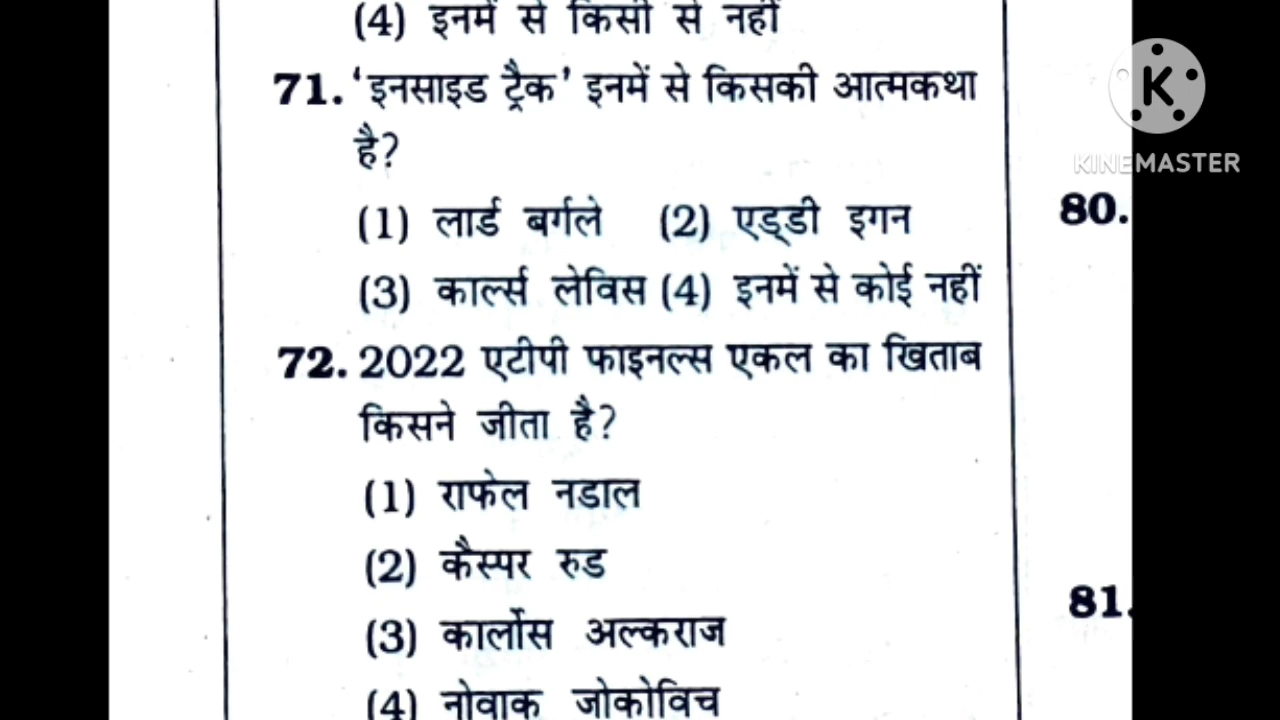 (4) इनमें से किसी से नहीं
71. 'इनसाइड ट्रैक' इनमें से किसकी आत्मकथा
है?
(1) लार्ड बर्गले (2) एड्डी इगन
(3) कार्ल्स लेविस (4) इनमें से कोई नहीं
72. 2022 एटीपी फाइनल्स एकल का खिताब
किसने जीता है?
(1) राफेल नडाल
(2) कैस्पर रुड
(3) कार्लोस अल्कराज
(4) नोवाक जोकोविच
80.
81.
K
KINEMASTER